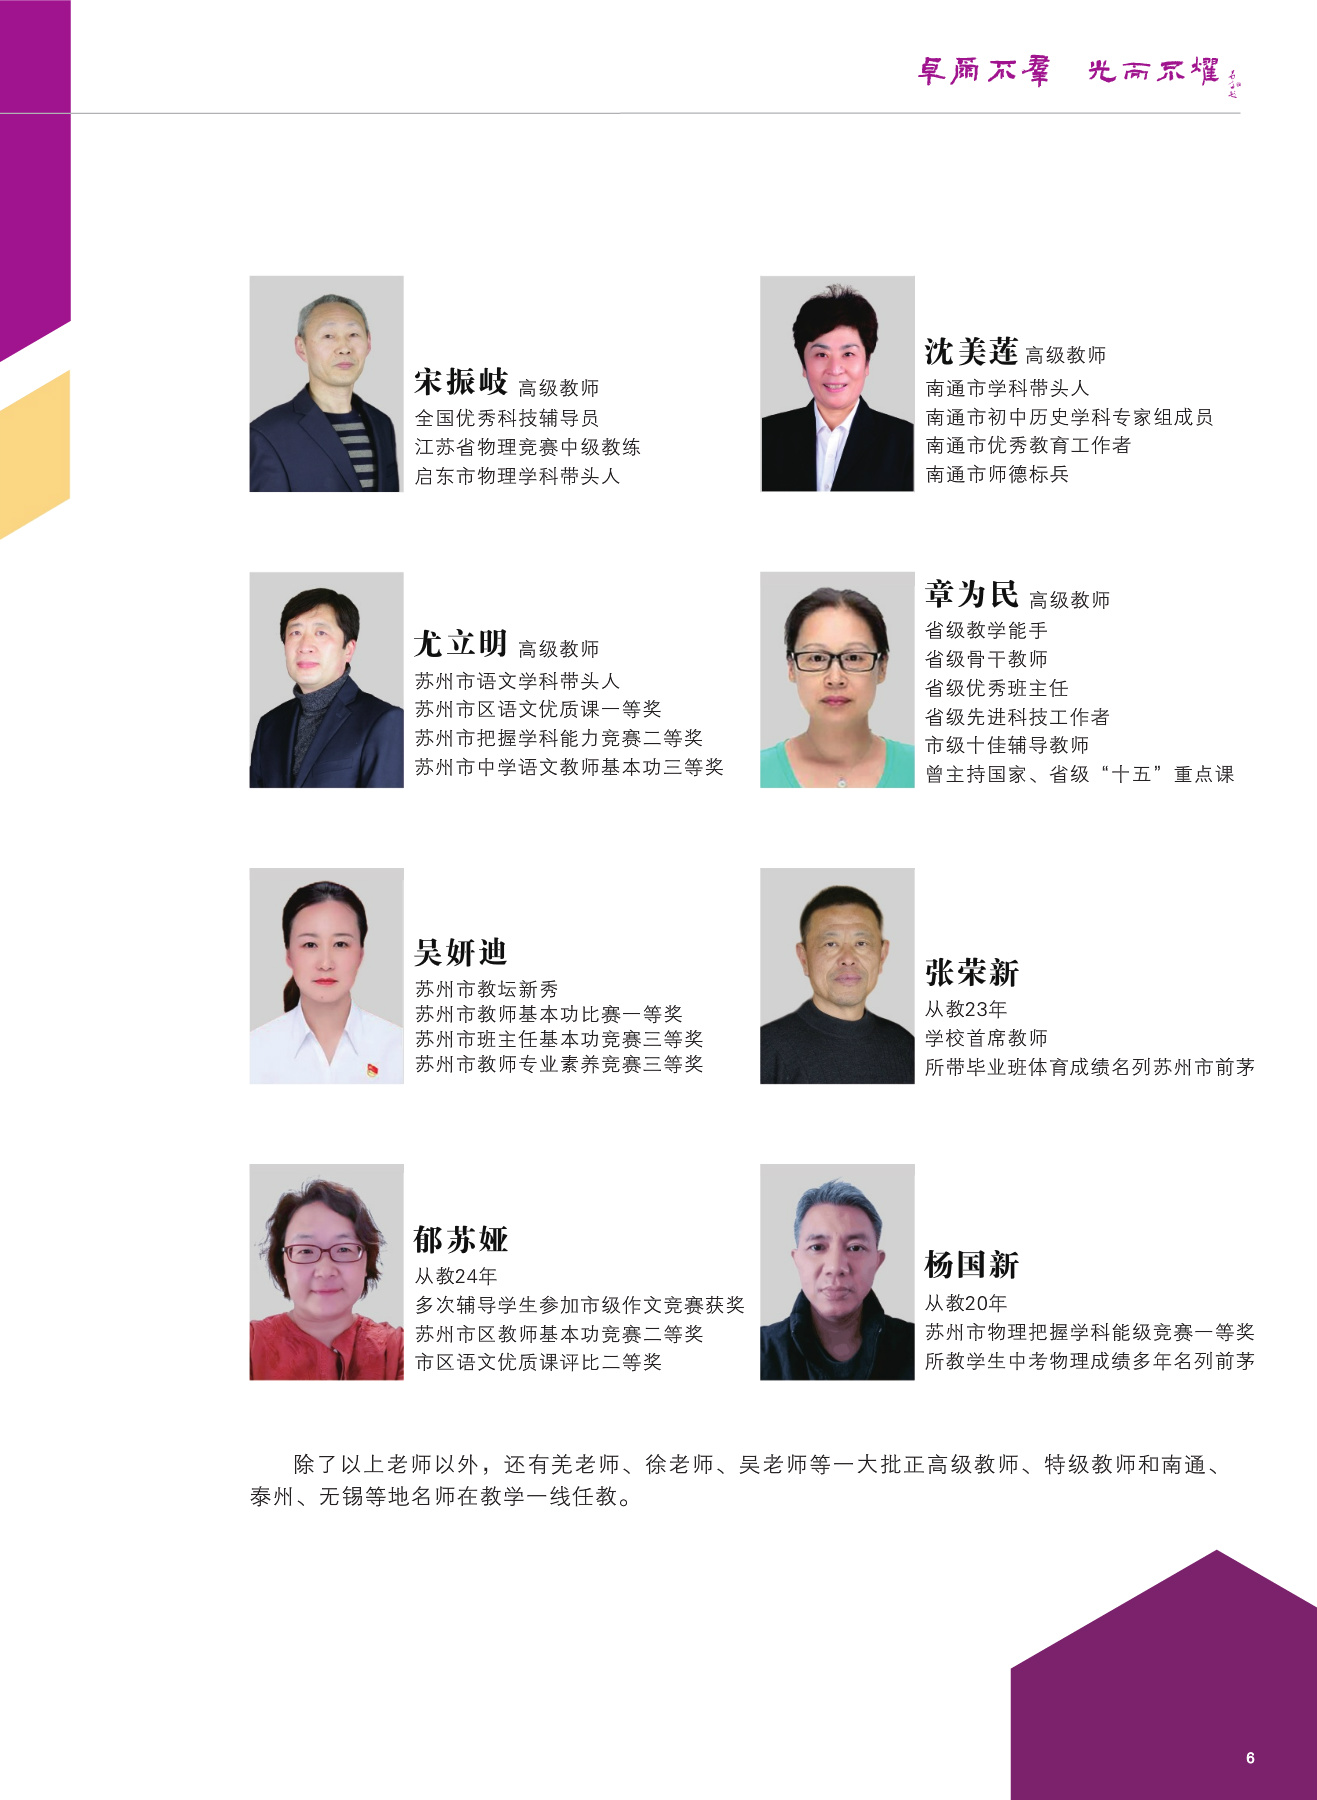 卓尔不群 光而不耀
宋振岐 高级教师
全国优秀科技辅导员
江苏省物理竞赛中级教练
启东市物理学科带头人
沈美莲 高级教师
南通市学科带头人
南通市初中历史学科专家组成员
南通市优秀教育工作者
南通市师德标兵
尤立明 高级教师
苏州市语文学科带头人
苏州市区语文优质课一等奖
苏州市把握学科能力竞赛二等奖
苏州市中学语文教师基本功三等奖
章为民 高级教师
省级教学能手
省级骨干教师
省级优秀班主任
省级先进科技工作者
市级十佳辅导教师
曾主持国家、省级“十五”重点课
吴妍迪
苏州市教坛新秀
苏州市教师基本功比赛一等奖
苏州市班主任基本功竞赛三等奖
苏州市教师专业素养竞赛三等奖
张荣新
从教23年
学校首席教师
所带毕业班体育成绩名列苏州市前茅
郁苏娅
从教24年
多次辅导学生参加市级作文竞赛获奖
苏州市区教师基本功竞赛二等奖
市区语文优质课评比二等奖
杨国新
从教20年
苏州市物理把握学科能级竞赛一等奖
所教学生中考物理成绩多年名列前茅
除了以上老师以外，还有羌老师、徐老师、吴老师等一大批正高级教师、特级教师和南通、
泰州、无锡等地名师在教学一线任教。
6